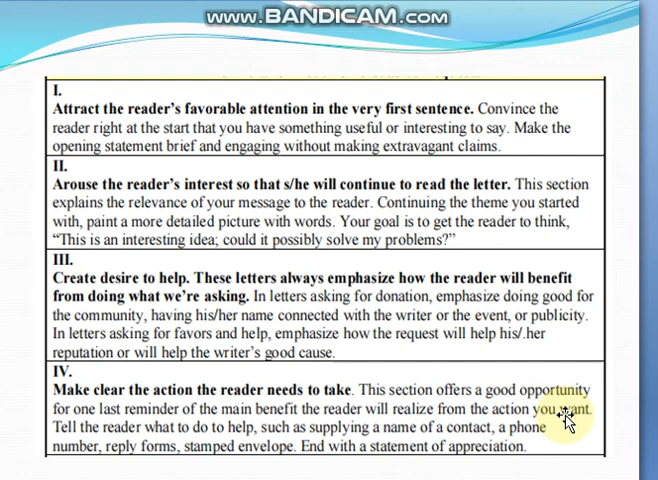 WWW.BANDICAM.COM
I.
Attract the reader's favorable attention in the very first sentence. Convince the
reader right at the start that you have something useful or interesting to say. Make the
opening statement brief and engaging without making extravagant claims.
II.
Arouse the reader's interest so that s/he will continue to read the letter. This section
explains the relevance of your message to the reader. Continuing the theme you started
with, paint a more detailed picture with words. Your goal is to get the reader to think,
“This is an interesting idea; could it possibly solve my problems?”
III.
Create desire to help. These letters always emphasize how the reader will benefit
from doing what we're asking. In letters asking for donation, emphasize doing good for
the community, having his/her name connected with the writer or the event, or publicity.
In letters asking for favors and help, emphasize how the request will help his/.her
reputation or will help the writer's good cause.
IV.
Make clear the action the reader needs to take. This section offers a good opportunity
for one last reminder of the main benefit the reader will realize from the action you want.
Tell the reader what to do to help, such as supplying a name of a contact, a phone
number, reply forms, stamped envelope. End with a statement of appreciation.